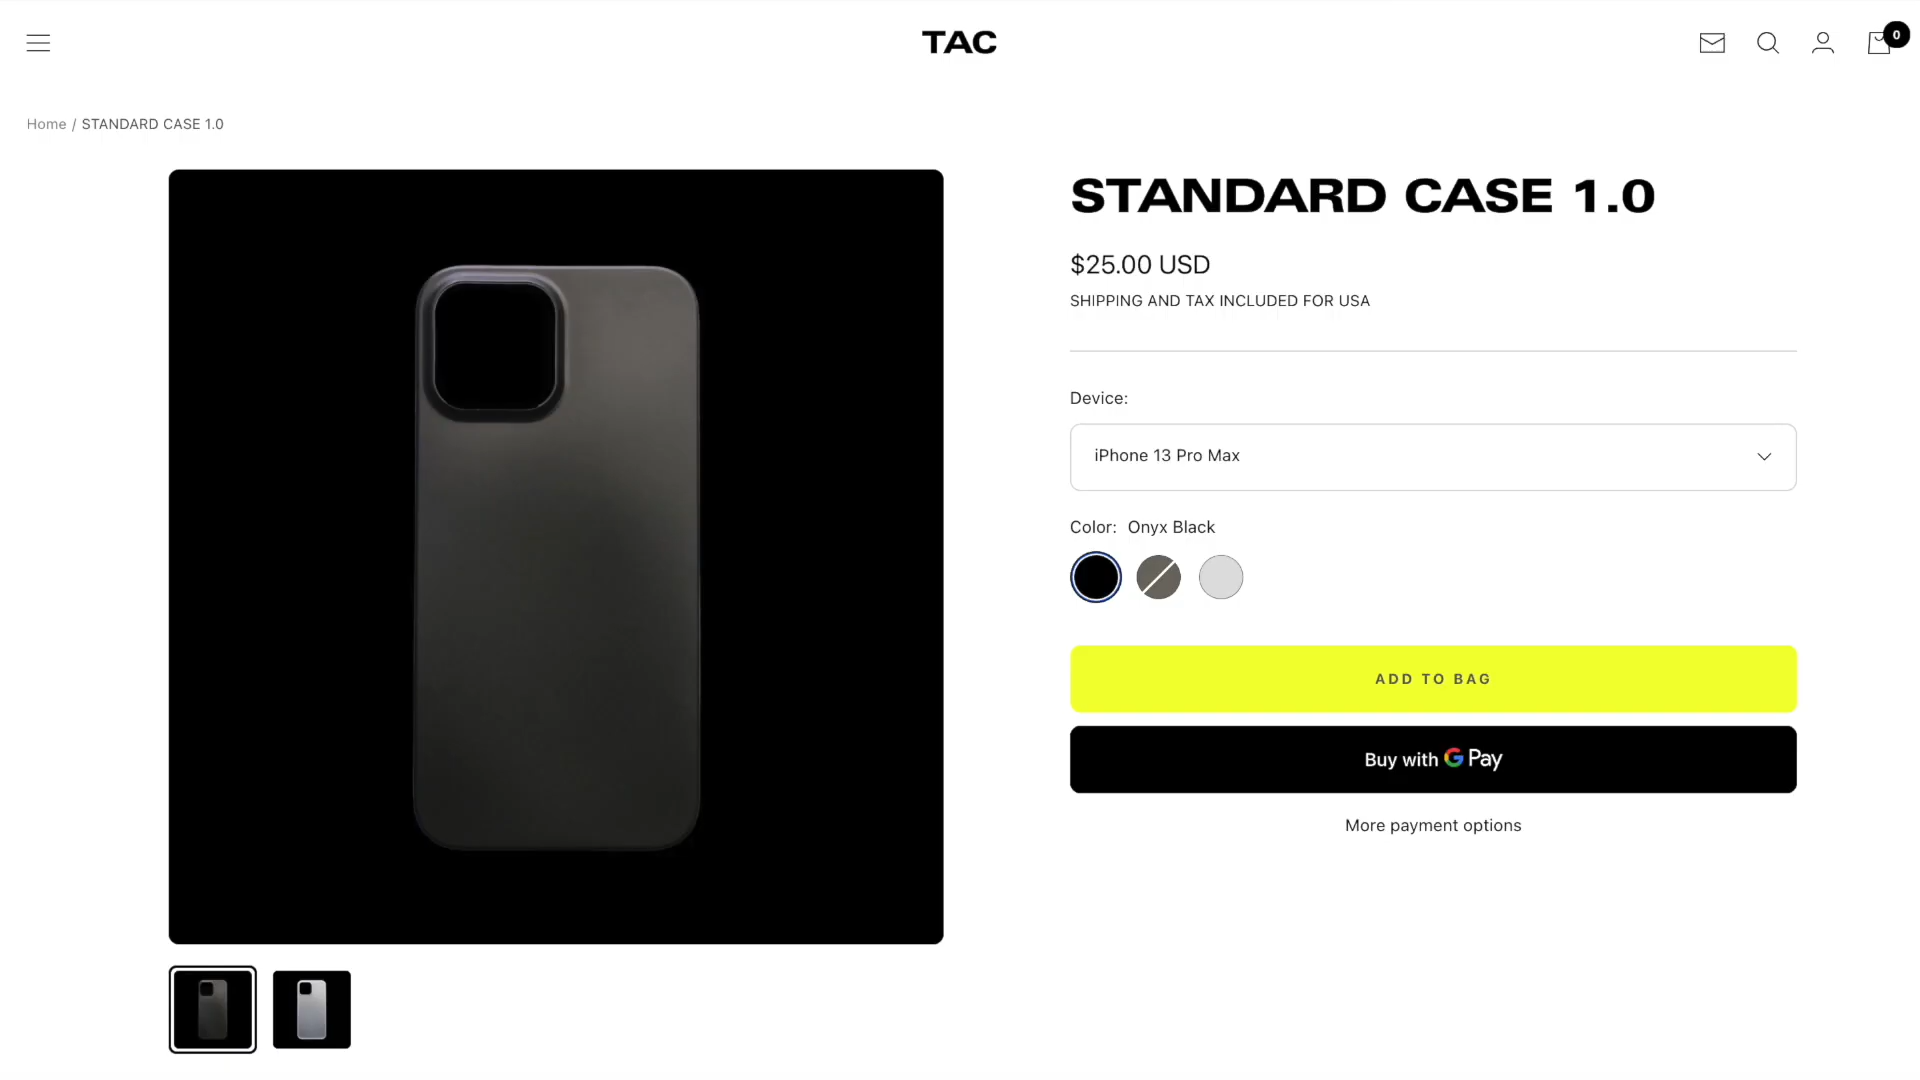 TAC
0
Home / STANDARD CASE 1.0
STANDARD CASE 1.0
$25.00 USD
SHIPPING AND TAX INCLUDED FOR USA
Device:
iPhone 13 Pro Max
Color: Onyx Black
ADD TO BAG
Buy with G Pay
More payment options